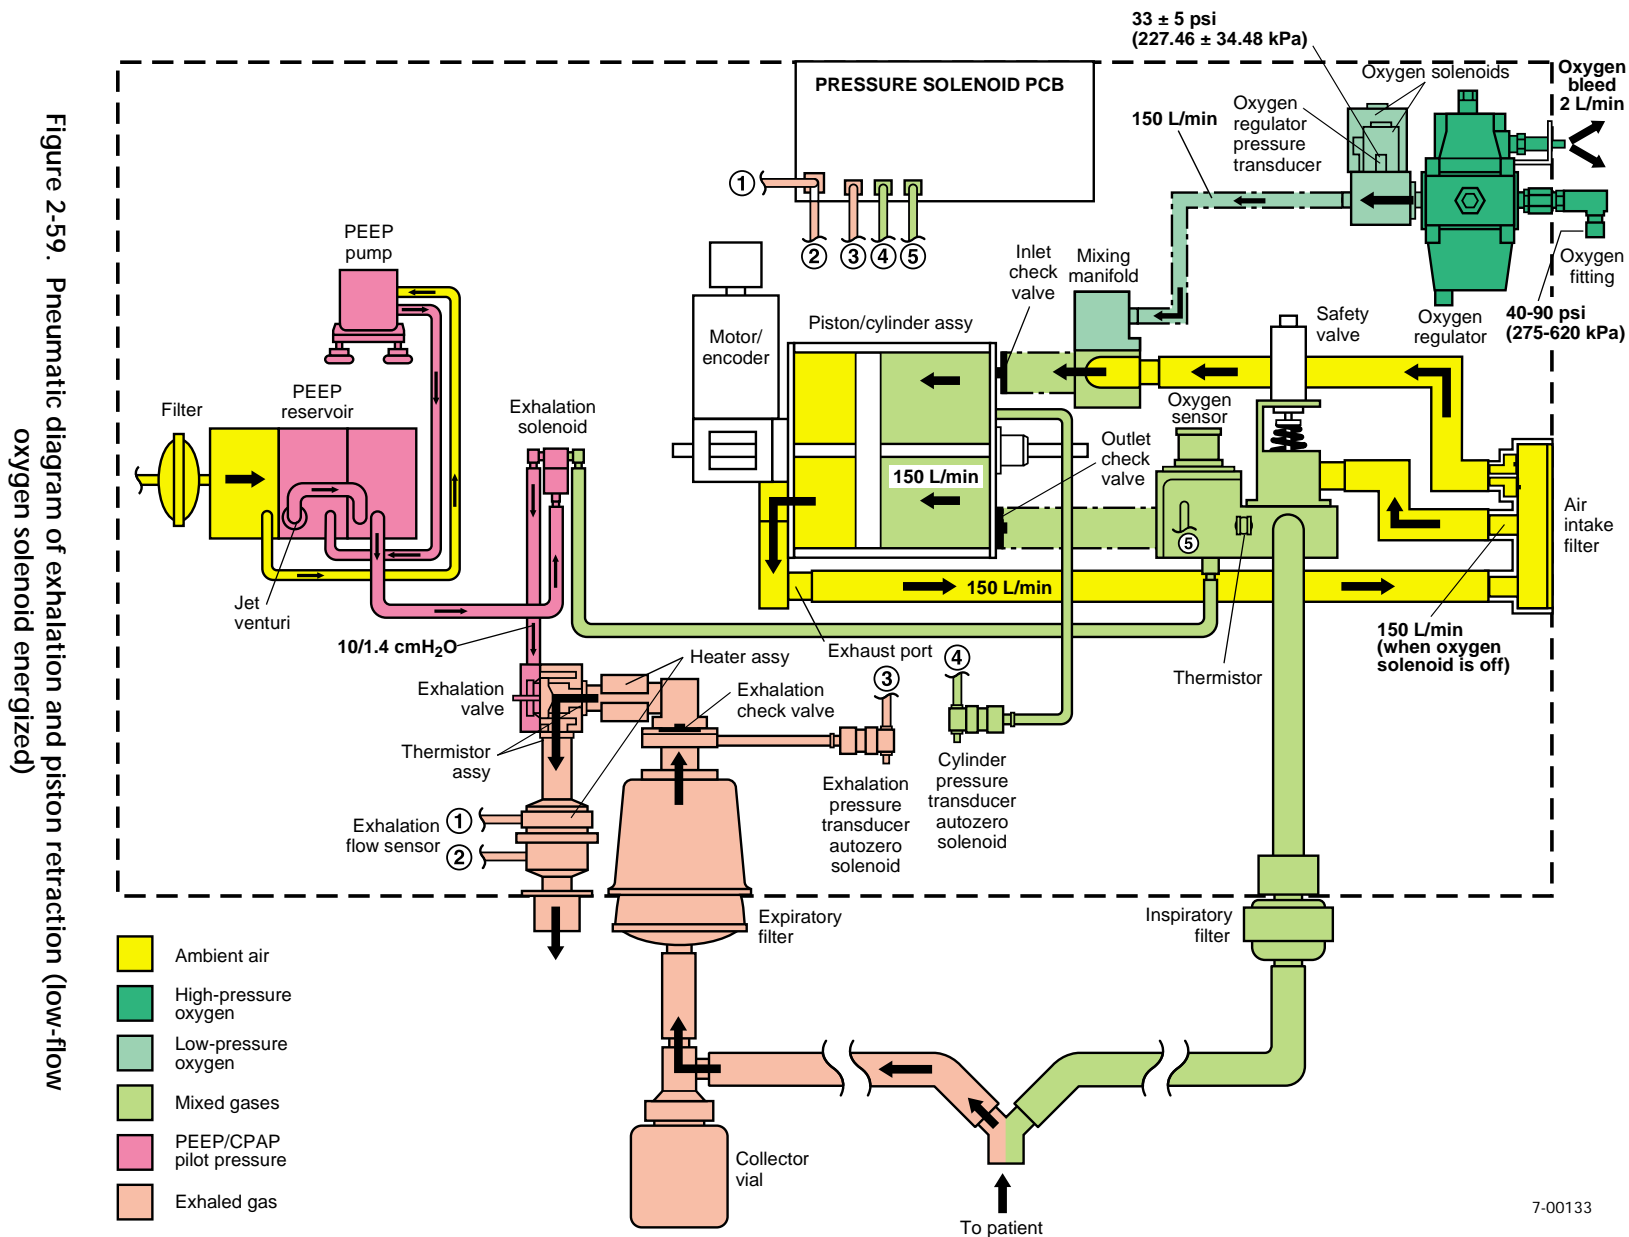 33 ± 5 psi
(227.46 ± 34.48 kPa)
PRESSURE SOLENOID PCB
Oxygen solenoids
Oxygen
bleed
2 L/min
Oxygen
regulator
pressure
transducer
150 L/min
1
2
3
4
5
PEEP
pump
Inlet
check
valve
Mixing
manifold
Oxygen
fitting
Motor/
encoder
Piston/cylinder assy
Safety
valve
Oxygen
regulator
40-90 psi
(275-620 kPa)
Filter
PEEP
reservoir
Exhalation
solenoid
Oxygen
sensor
Outlet
check
valve
150 L/min
Air
intake
filter
5
150 L/min
Jet
venturi
10/1.4 cmH2O
Exhaust port
150 L/min
(when oxygen
solenoid is off)
Thermistor
Heater assy
Exhalation
valve
Exhalation
check valve
3
4
Thermistor
assy
Exhalation
pressure
transducer
autozero
solenoid
Cylinder
pressure
transducer
autozero
solenoid
Exhalation
flow sensor
1
2
Expiratory
filter
Inspiratory
filter
Ambient air
High-pressure
oxygen
Low-pressure
oxygen
Mixed gases
PEEP/CPAP
pilot pressure
Exhaled gas
Collector
vial
To patient
7-00133
Figure 2-59. Pneumatic diagram of exhalation and piston retraction (low-flow
oxygen solenoid energized)